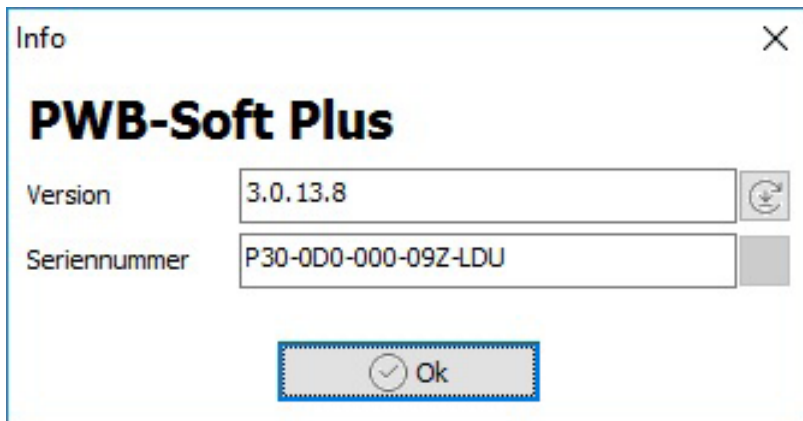 Info
PWB-Soft Plus
Version 3.0.13.8
Seriennummer P30-0D0-000-09Z-LDU
Ok